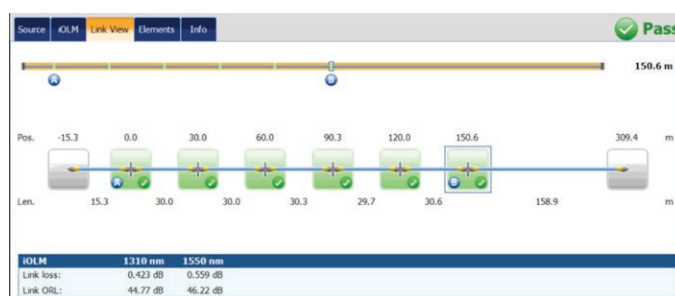 Source iOLM Link View Elements Info Pass
150.6 m
A B
Pos. -15.3 0.0 30.0 60.0 90.3 120.0 150.6 309.4 m
A B
Len. 15.3 30.0 30.0 30.3 29.7 30.6 158.9 m
iOLM 1310 nm 1550 nm
Link loss: 0.423 dB 0.559 dB
Link ORL: 44.77 dB 46.22 dB